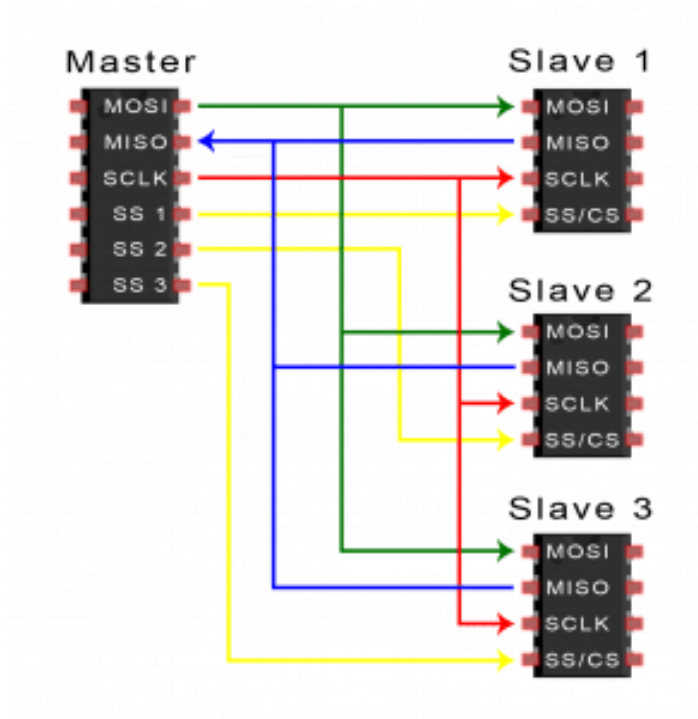 Master
MOSI
MISO
SCLK
SS 1
SS 2
SS 3
Slave 1
MOSI
MISO
SCLK
SS/CS
Slave 2
MOSI
MISO
SCLK
SS/CS
Slave 3
MOSI
MISO
SCLK
SS/CS